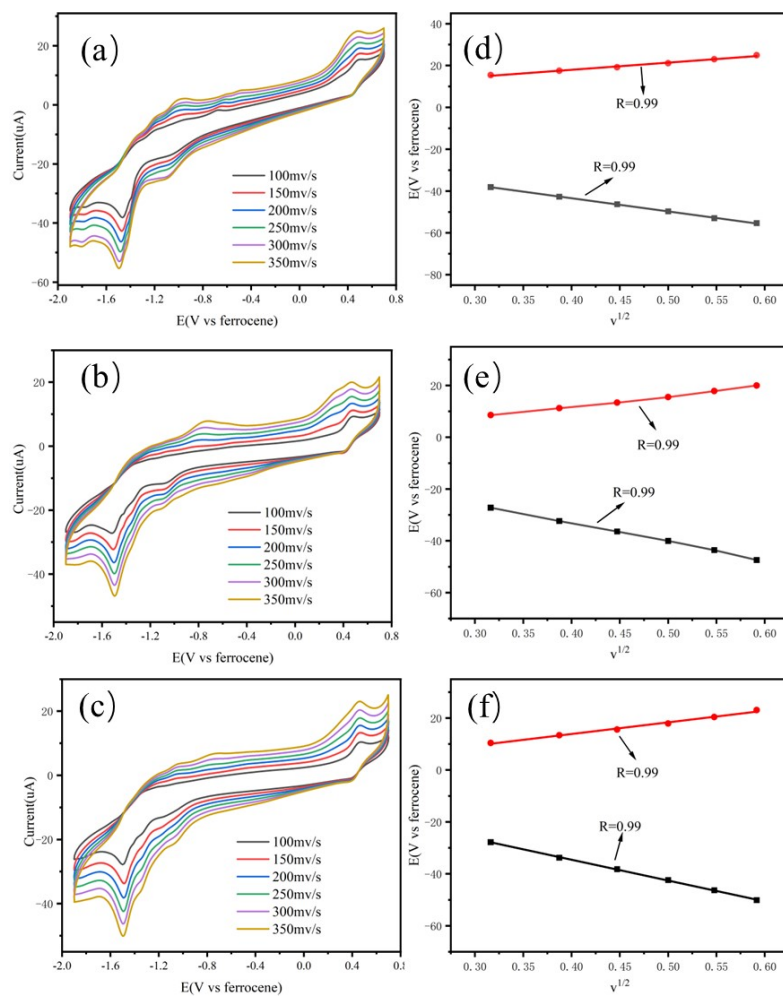 (a)
20
0
-20
-40
-60
Current(uA)
100mv/s
150mv/s
200mv/s
250mv/s
300mv/s
350mv/s
-2.0 -1.6 -1.2 -0.8 -0.4 0.0 0.4 0.8
E(V vs ferrocene)
(d)
40
20
0
-20
-40
-60
-80
E(V vs ferrocene)
R=0.99
R=0.99
0.30 0.35 0.40 0.45 0.50 0.55 0.60
v1/2
(b)
20
0
-20
-40
Current(uA)
100mv/s
150mv/s
200mv/s
250mv/s
300mv/s
350mv/s
-2.0 -1.6 -1.2 -0.8 -0.4 0.0 0.4 0.8
E(V vs ferrocene)
(e)
20
0
-20
-40
-60
E(V vs ferrocene)
R=0.99
R=0.99
0.30 0.35 0.40 0.45 0.50 0.55 0.60
v1/2
(c)
20
0
-20
-40
Current(uA)
100mv/s
150mv/s
200mv/s
250mv/s
300mv/s
350mv/s
-2.0 -1.6 -1.2 -0.8 -0.4 0.0 0.4 0.8
E(V vs ferrocene)
(f)
20
0
-20
-40
-60
E(V vs ferrocene)
R=0.99
R=0.99
0.30 0.35 0.40 0.45 0.50 0.55 0.60
v1/2